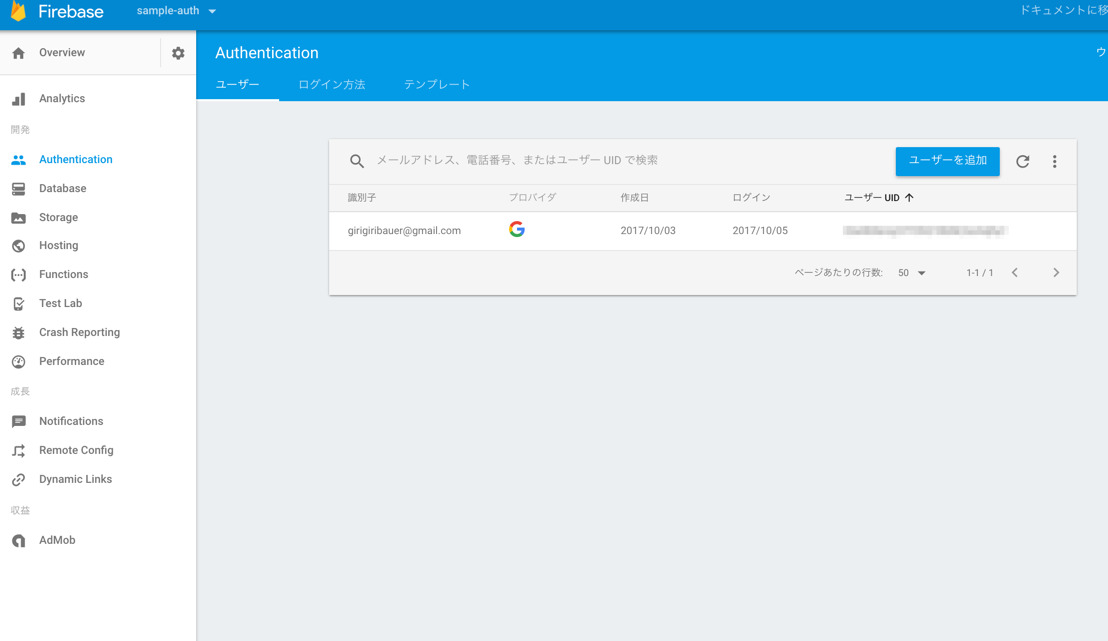 Firebase
sample-auth
ドキュメントに移
Overview
Authentication
ウ
ユーザー
ログイン方法
テンプレート
Analytics
開発
Authentication
Database
Storage
Hosting
Functions
Test Lab
Crash Reporting
Performance
成長
Notifications
Remote Config
Dynamic Links
収益
AdMob
メールアドレス、電話番号、またはユーザー UID で検索
ユーザーを追加
識別子 プロバイダ 作成日 ログイン ユーザー UID
girigiribauer@gmail.com 2017/10/03 2017/10/05
ページあたりの行数: 50 1-1 / 1